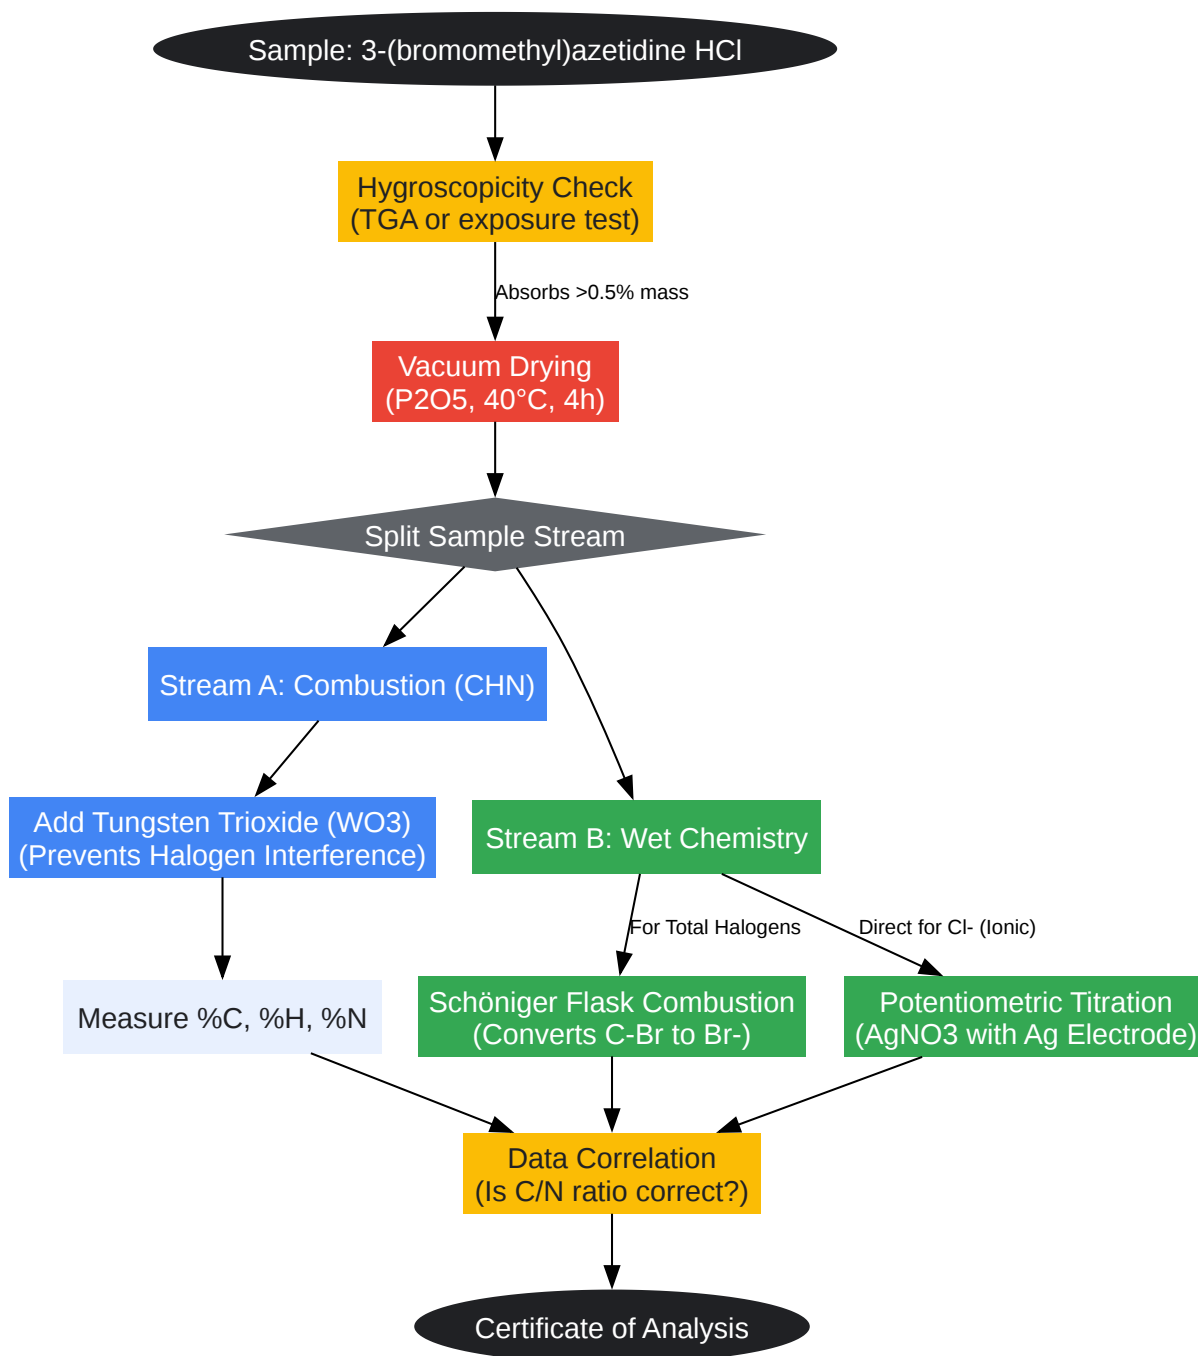 Sample: 3-(bromomethyl)azetidine HCl
Hygroscopicity Check
(TGA or exposure test)
Absorbs >0.5% mass
Vacuum Drying
(P2O5, 40°C, 4h)
Split Sample Stream
Stream A: Combustion (CHN)
Add Tungsten Trioxide (WO3)
(Prevents Halogen Interference)
Stream B: Wet Chemistry
For Total Halogens
Direct for Cl- (Ionic)
Measure %C, %H, %N
Schöniger Flask Combustion
(Converts C-Br to Br-)
Potentiometric Titration
(AgNO3 with Ag Electrode)
Data Correlation
(Is C/N ratio correct?)
Certificate of Analysis